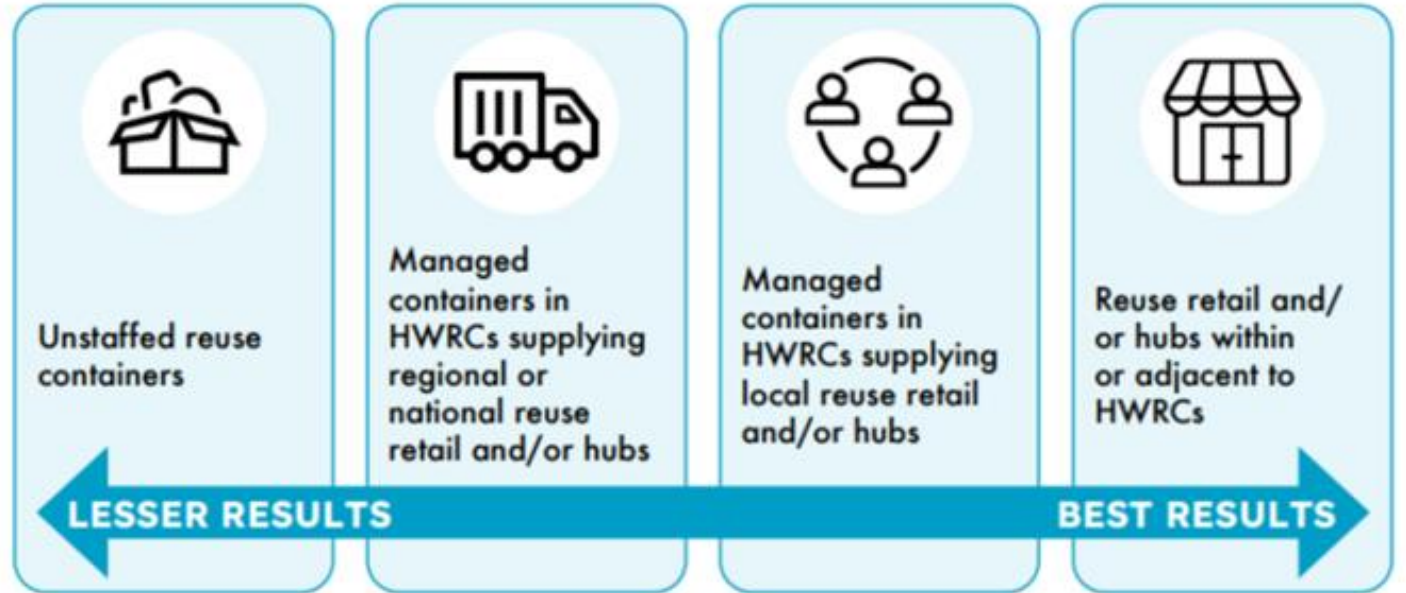 Unstaffed reuse
containers
Managed
containers in
HWRCs supplying
regional or
national reuse
retail and/or hubs
Managed
containers in
HWRCs supplying
local reuse retail
and/or hubs
Reuse retail and/
or hubs within
or adjacent to
HWRCs
LESSER RESULTS
BEST RESULTS